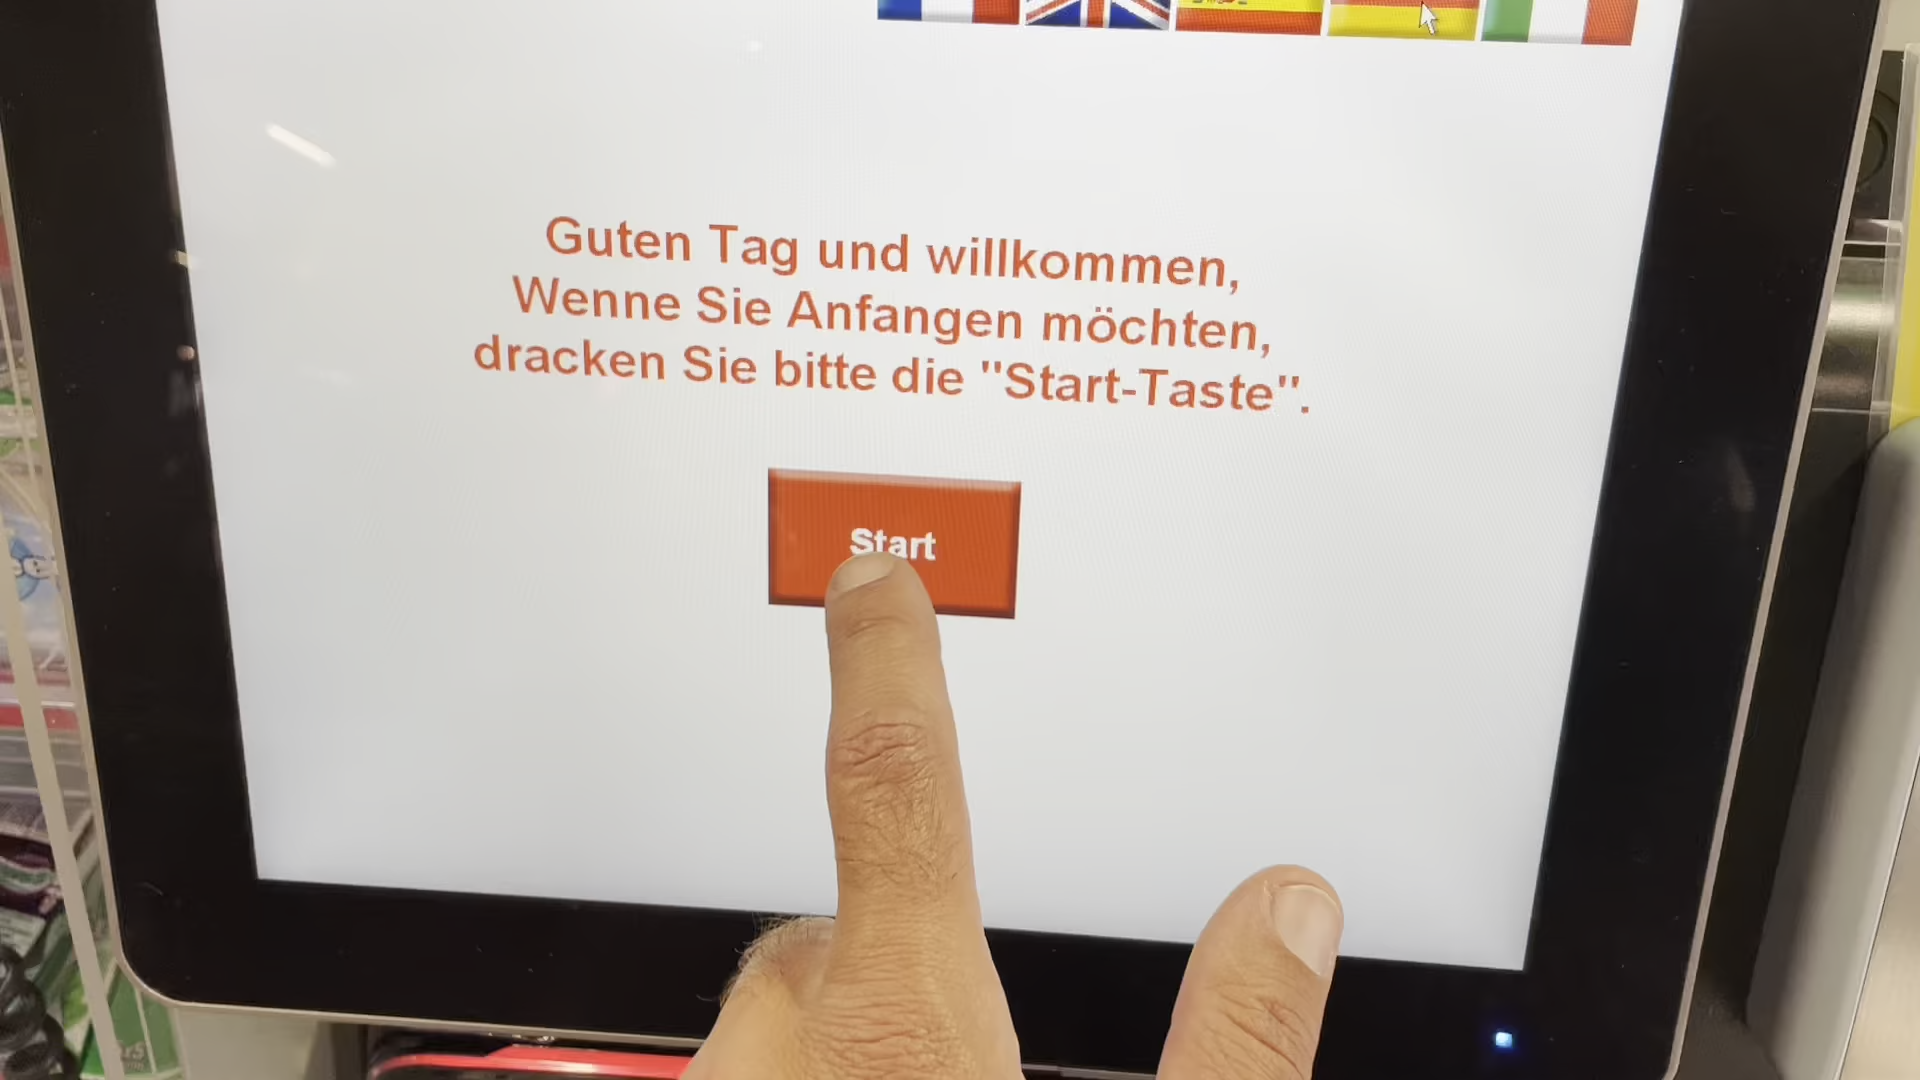 Guten Tag und willkommen,
Wenne Sie Anfangen möchten,
dracken Sie bitte die "Start-Taste".
Start